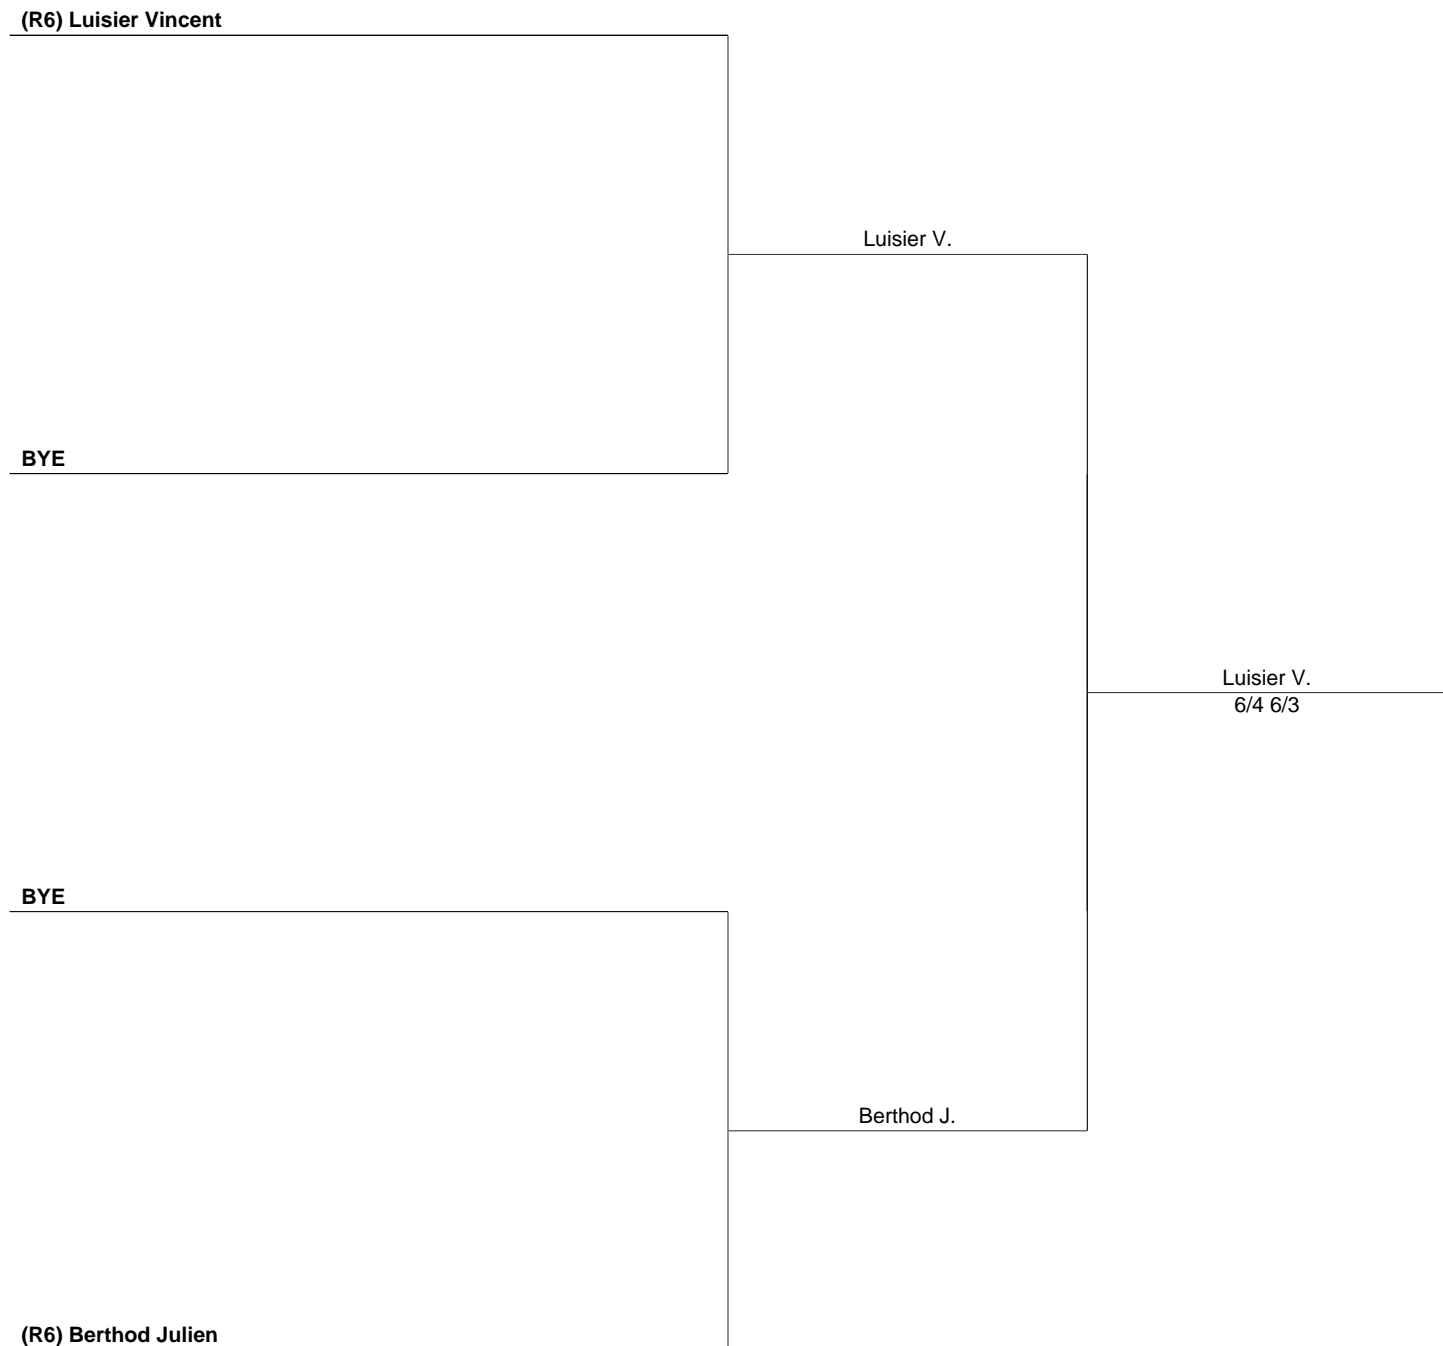 (R6) Luisier Vincent
Luisier V.
BYE
Luisier V.
6/4 6/3
BYE
Berthod J.
(R6) Berthod Julien